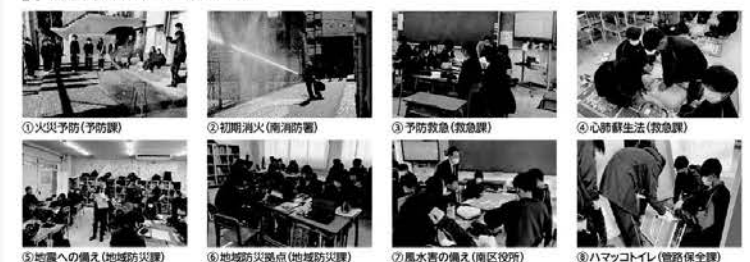 ①火災予防(予防課)
②初期消火(南消防署)
③予防救急(救急課)
④心肺蘇生法(救急課)
⑤地震への備え(地域防災課)
⑥地域防災拠点(地域防災課)
⑦風水害の備え(南区役所)
⑧ハマッコトイレ(管路保全課)